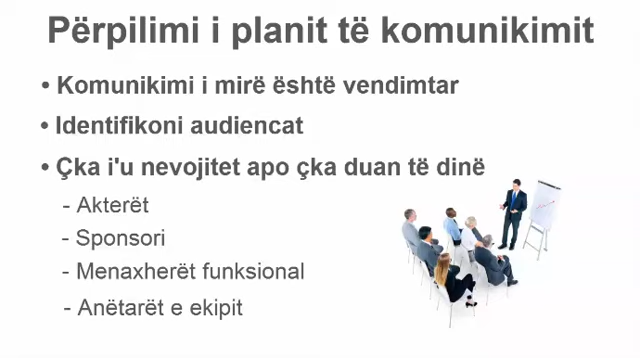 Përpilimi i planit të komunikimit
• Komunikimi i mirë është vendimtar
• Identifikoni audiencat
• Çka i'u nevojitet apo çka duan të dinë
- Akterët
- Sponsori
- Menaxherët funksional
- Anëtarët e ekipit